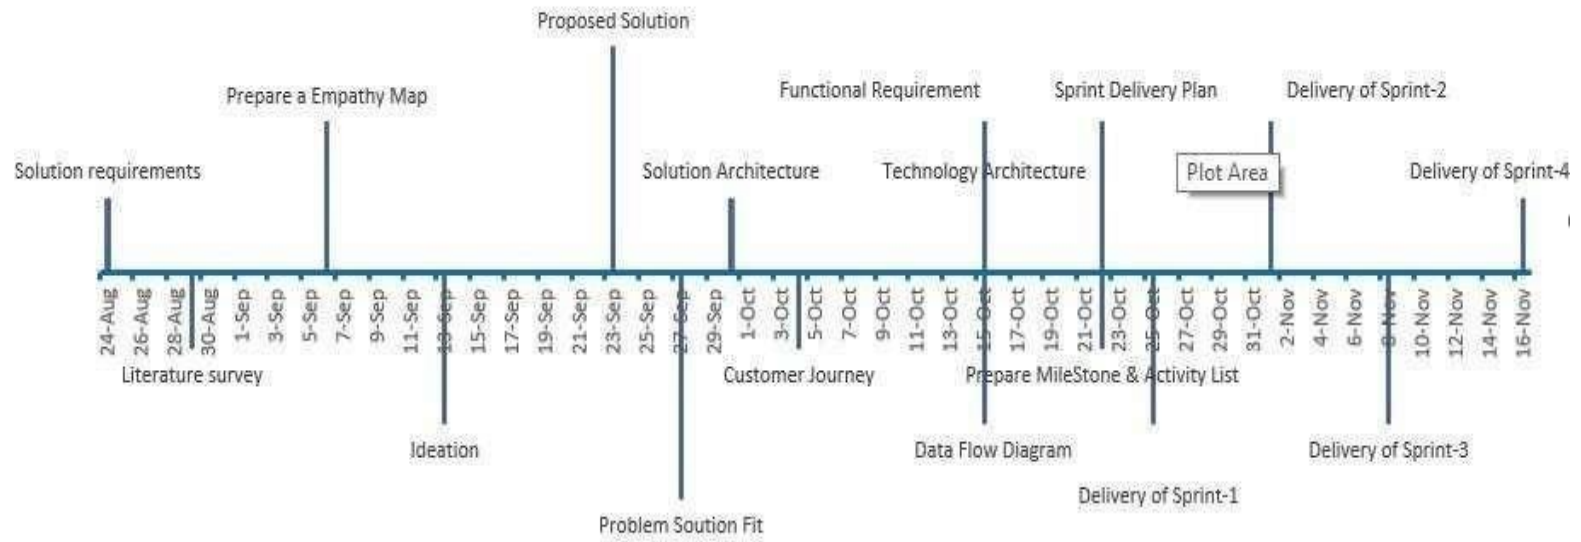 Proposed Solution
Prepare a Empathy Map
Functional Requirement
Sprint Delivery Plan
Delivery of Sprint-2
Solution requirements
Solution Architecture
Technology Architecture
Plot Area
Delivery of Sprint-4
24-Aug
26-Aug
28-Aug
30-Aug
1-Sep
3-Sep
5-Sep
7-Sep
9-Sep
11-Sep
13-Sep
15-Sep
17-Sep
19-Sep
21-Sep
23-Sep
25-Sep
27-Sep
29-Sep
1-Oct
3-Oct
5-Oct
7-Oct
9-Oct
11-Oct
13-Oct
15-Oct
17-Oct
19-Oct
21-Oct
23-Oct
25-Oct
27-Oct
29-Oct
31-Oct
2-Nov
4-Nov
6-Nov
8-Nov
10-Nov
12-Nov
14-Nov
16-Nov
Literature survey
Customer Journey
Prepare MileStone & Activity List
Ideation
Data Flow Diagram
Delivery of Sprint-3
Delivery of Sprint-1
Problem Soution Fit